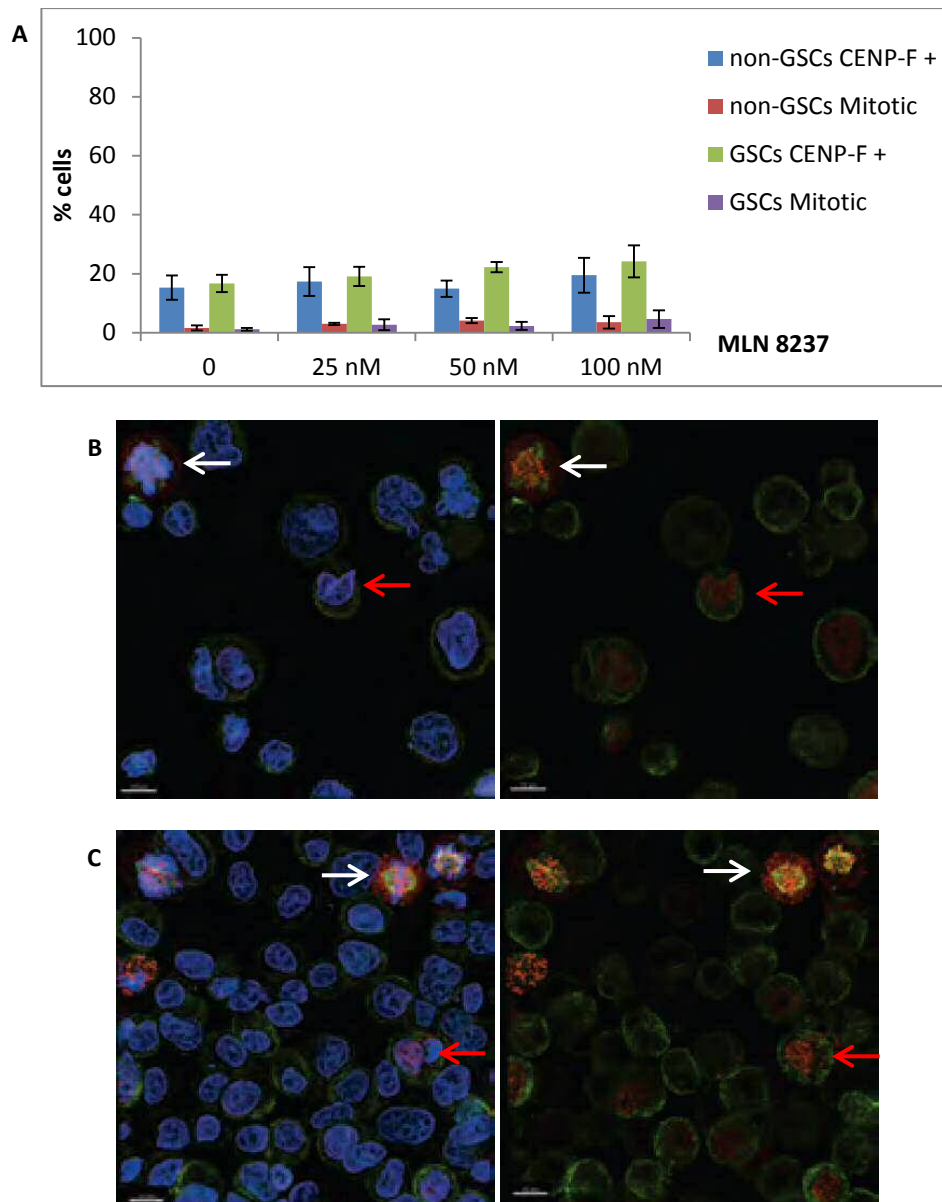 A
100
80
60
40
20
0
% cells
0 25 nM 50 nM 100 nM
MLN 8237
non-GSCs CENP-F +
non-GSCs Mitotic
GSCs CENP-F +
GSCs Mitotic
B
C